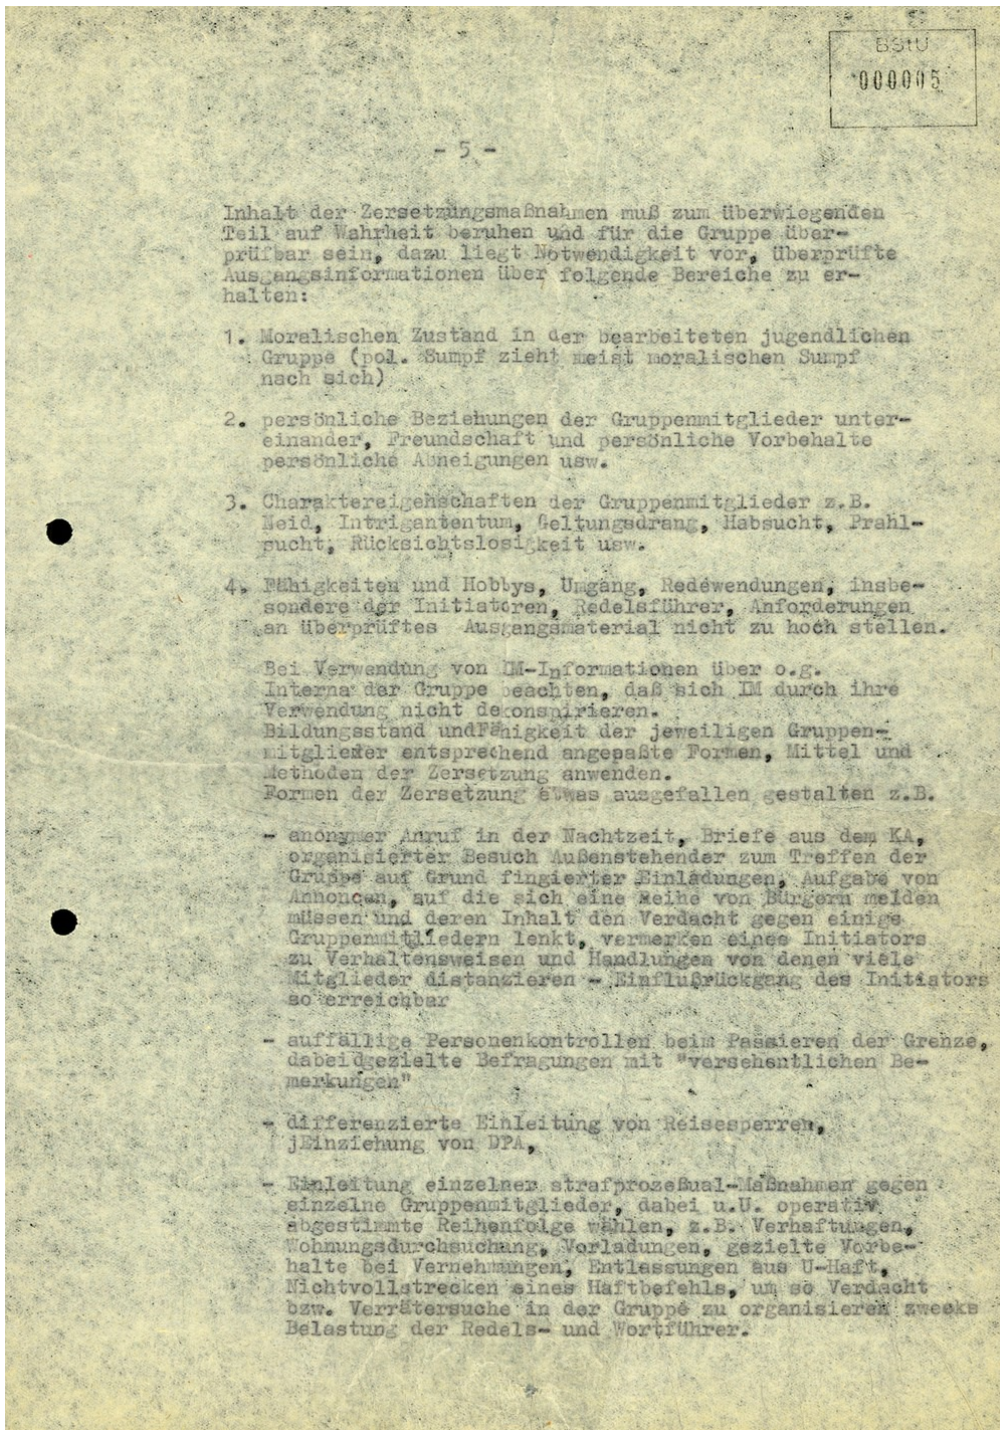 BStU
000005
- 5 -
Inhalt der Zersetzungsmaßnahmen muß zum überwiegenden
Teil auf Wahrheit beruhen und für die Gruppe über-
prüfbar sein, dazu liegt Notwendigkeit vor, überprüfte
Ausgangsinformationen über folgende Bereiche zu er-
halten:
1. Moralischen Zustand in der bearbeiteten jugendlichen
Gruppe (pol. Sumpf zieht meist moralischen Sumpf
nach sich)
2. persönliche Beziehungen der Gruppenmitglieder unter-
einander, Freundschaft und persönliche Vorbehalte
persönliche Abneigungen usw.
3. Charaktereigenschaften der Gruppenmitglieder z.B.
Neid, Intrigantentum, Geltungsdrang, Habsucht, Prahl-
sucht, Rücksichtslosigkeit usw.
4. Fähigkeiten und Hobbys, Umgang, Redewendungen, insbe-
sondere der Initiatoren, Redelsführer, Anforderungen
an überprüftes Ausgangsmaterial nicht zu hoch stellen.
Bei Verwendung von IM-Informationen über o.g.
Interna der Gruppe beachten, daß sich IM durch ihre
Verwendung nicht dekonspirieren.
Bildungsstand undFähigkeit der jeweiligen Gruppen-
mitglieder entsprechend angepaßte Formen, Mittel und
Methoden der Zersetzung anwenden.
Formen der Zersetzung etwas ausgefallen gestalten z.B.
- anonymer Anruf in der Nachtzeit, Briefe aus dem KA,
organisierter Besuch Außenstehender zum Treffen der
Gruppe auf Grund fingierter Einladungen, Aufgabe von
Annoncen, auf die sich eine Reihe von Bürgern melden
müssen und deren Inhalt den Verdacht gegen einige
Gruppenmitgliedern lenkt, vermerken eines Initiators
zu Verhaltensweisen und Handlungen von denen viele
Mitglieder distanzieren - Einflußrückgang des Initiators
so erreichbar
- auffällige Personenkontrollen beim Passieren der Grenze,
dabei gezielte Befragungen mit "versehentlichen Be-
merkungen"
- differenzierte Einleitung von Reisesperren,
jEinziehung von DPA,
- Einleitung einzelner strafprozeßual-Maßnahmen gegen
einzelne Gruppenmitglieder, dabei u.U. operativ
abgestimmte Reihenfolge wählen, z.B. Verhaftungen,
Wohnungsdurchsuchung, Vorladungen, gezielte Vorbe-
halte bei Vernehmungen, Entlassungen aus U-Haft,
Nichtvollstrecken eines Haftbefehls, um so Verdacht
bzw. Verrätersuche in der Gruppe zu organisieren zwecks
Belastung der Redels- und Wortführer.